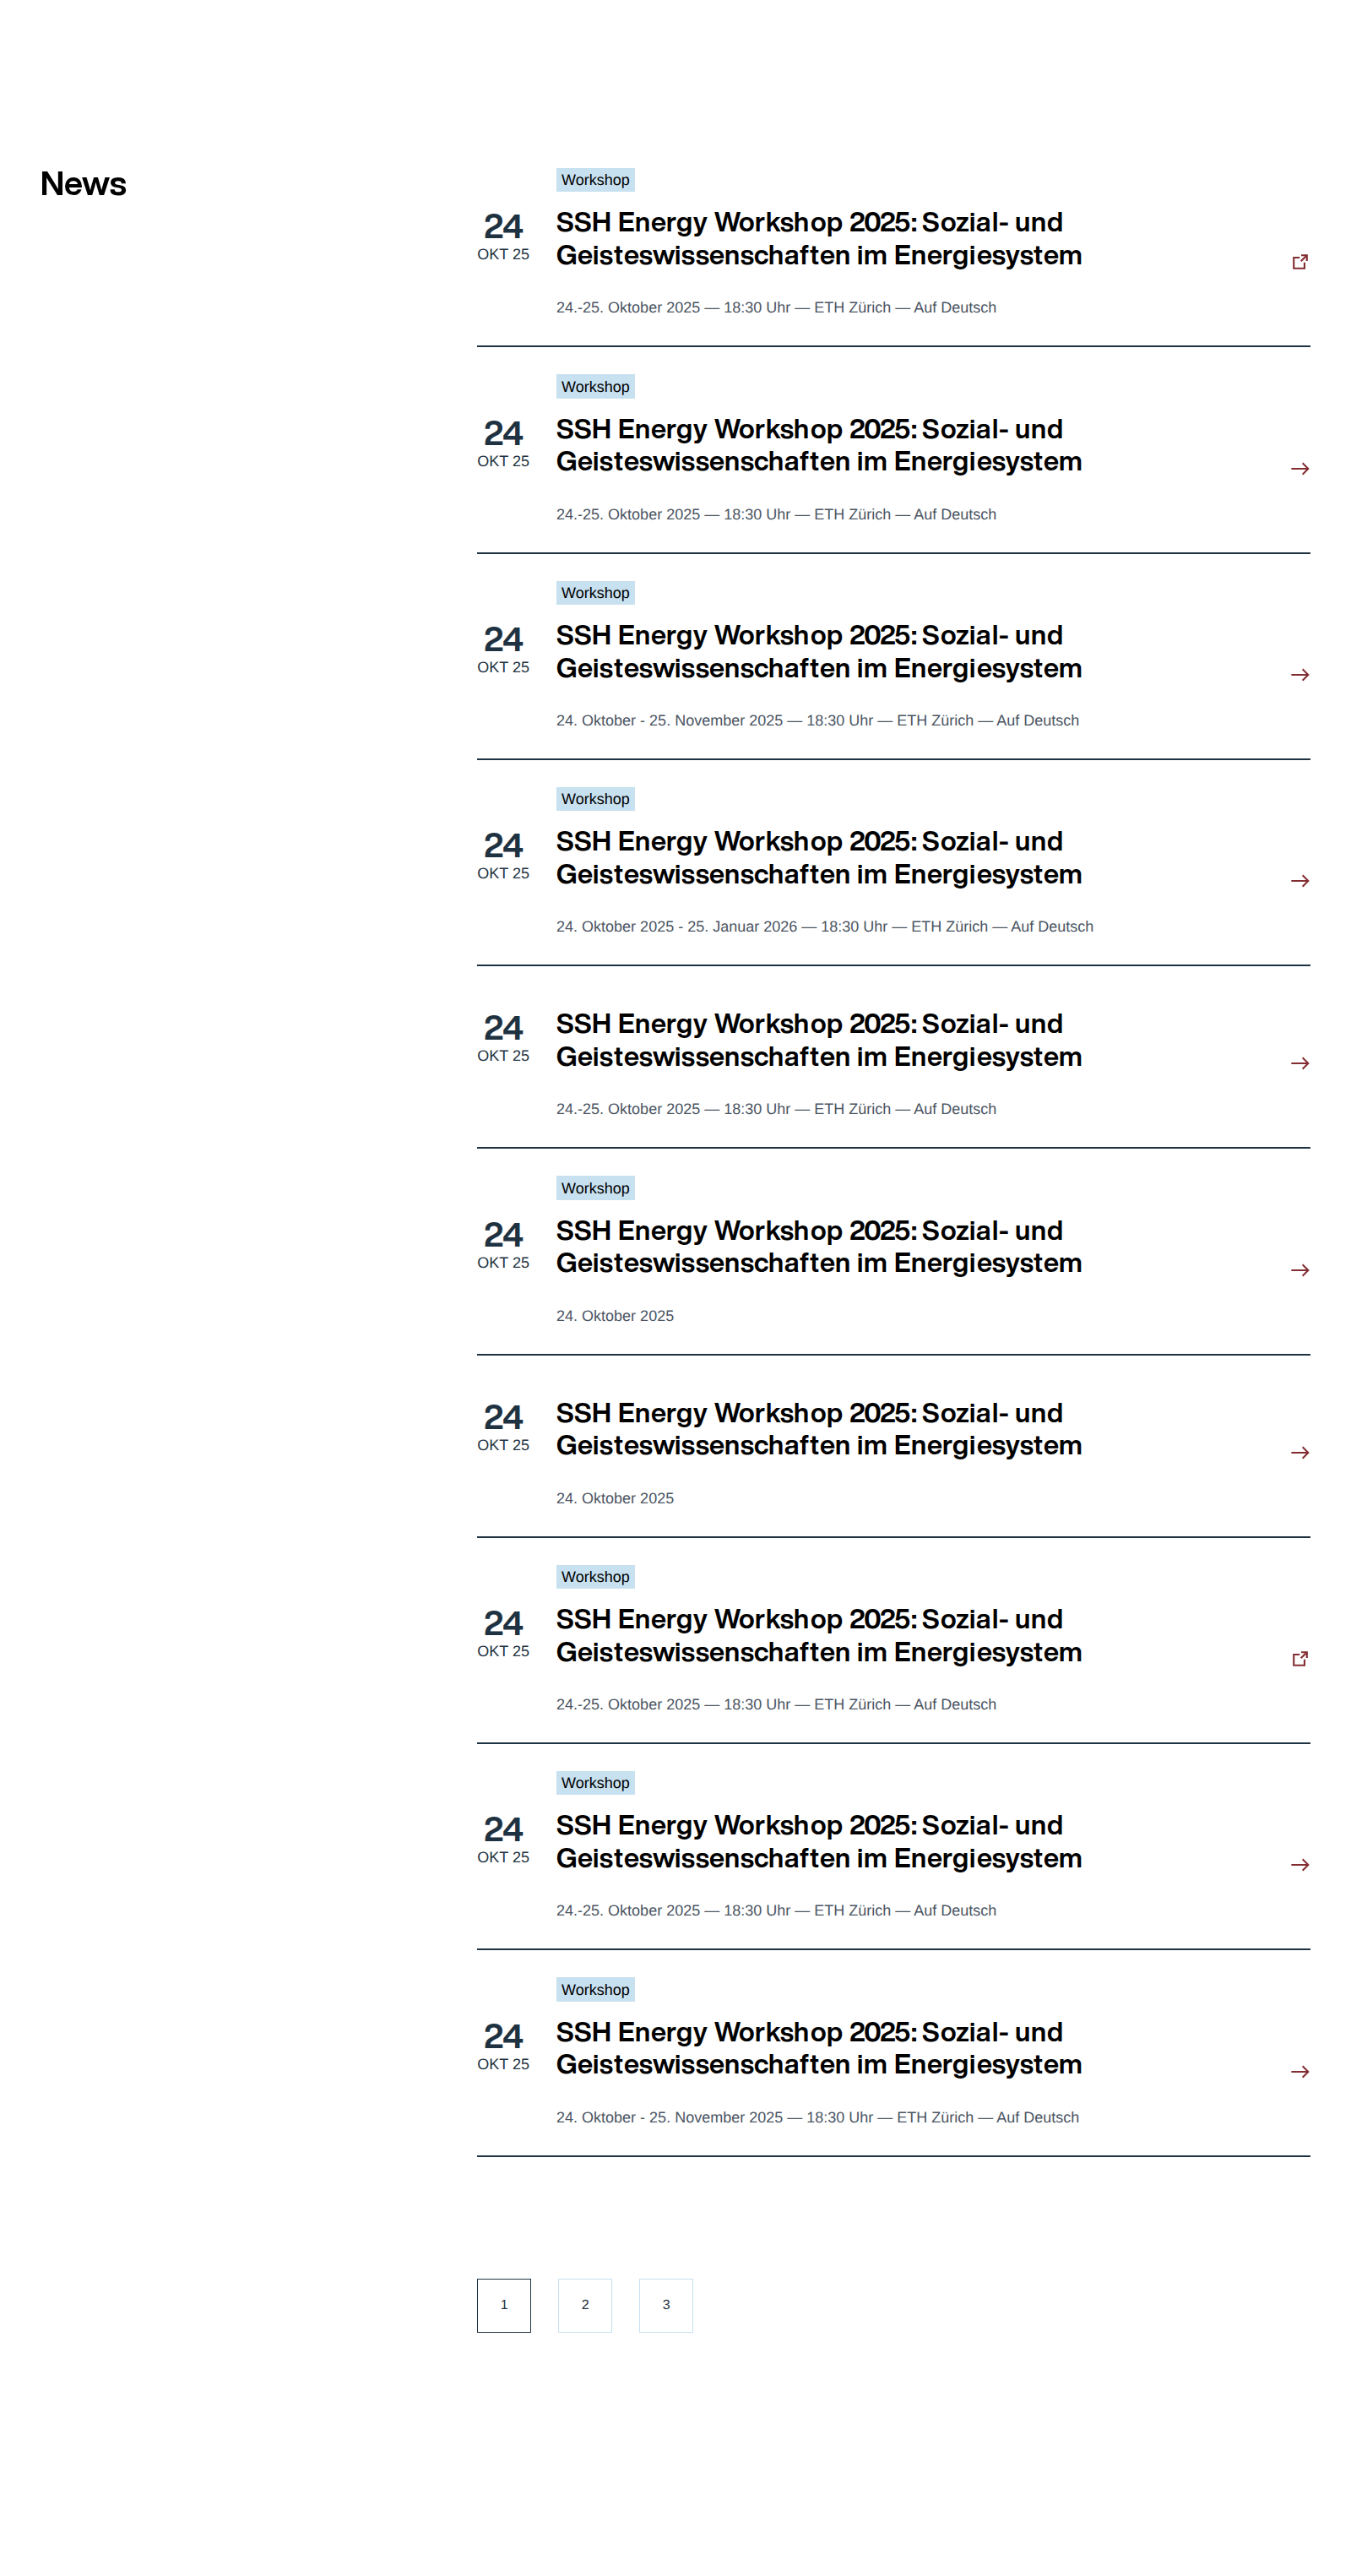 News
Workshop
24
OKT 25
SSH Energy Workshop 2025: Sozial- und
Geisteswissenschaften im Energiesystem
24.-25. Oktober 2025 — 18:30 Uhr — ETH Zürich — Auf Deutsch
Workshop
24
OKT 25
SSH Energy Workshop 2025: Sozial- und
Geisteswissenschaften im Energiesystem
24.-25. Oktober 2025 — 18:30 Uhr — ETH Zürich — Auf Deutsch
Workshop
24
OKT 25
SSH Energy Workshop 2025: Sozial- und
Geisteswissenschaften im Energiesystem
24. Oktober - 25. November 2025 — 18:30 Uhr — ETH Zürich — Auf Deutsch
Workshop
24
OKT 25
SSH Energy Workshop 2025: Sozial- und
Geisteswissenschaften im Energiesystem
24. Oktober 2025 - 25. Januar 2026 — 18:30 Uhr — ETH Zürich — Auf Deutsch
24
OKT 25
SSH Energy Workshop 2025: Sozial- und
Geisteswissenschaften im Energiesystem
24.-25. Oktober 2025 — 18:30 Uhr — ETH Zürich — Auf Deutsch
Workshop
24
OKT 25
SSH Energy Workshop 2025: Sozial- und
Geisteswissenschaften im Energiesystem
24. Oktober 2025
24
OKT 25
SSH Energy Workshop 2025: Sozial- und
Geisteswissenschaften im Energiesystem
24. Oktober 2025
Workshop
24
OKT 25
SSH Energy Workshop 2025: Sozial- und
Geisteswissenschaften im Energiesystem
24.-25. Oktober 2025 — 18:30 Uhr — ETH Zürich — Auf Deutsch
Workshop
24
OKT 25
SSH Energy Workshop 2025: Sozial- und
Geisteswissenschaften im Energiesystem
24.-25. Oktober 2025 — 18:30 Uhr — ETH Zürich — Auf Deutsch
Workshop
24
OKT 25
SSH Energy Workshop 2025: Sozial- und
Geisteswissenschaften im Energiesystem
24. Oktober - 25. November 2025 — 18:30 Uhr — ETH Zürich — Auf Deutsch
1 2 3